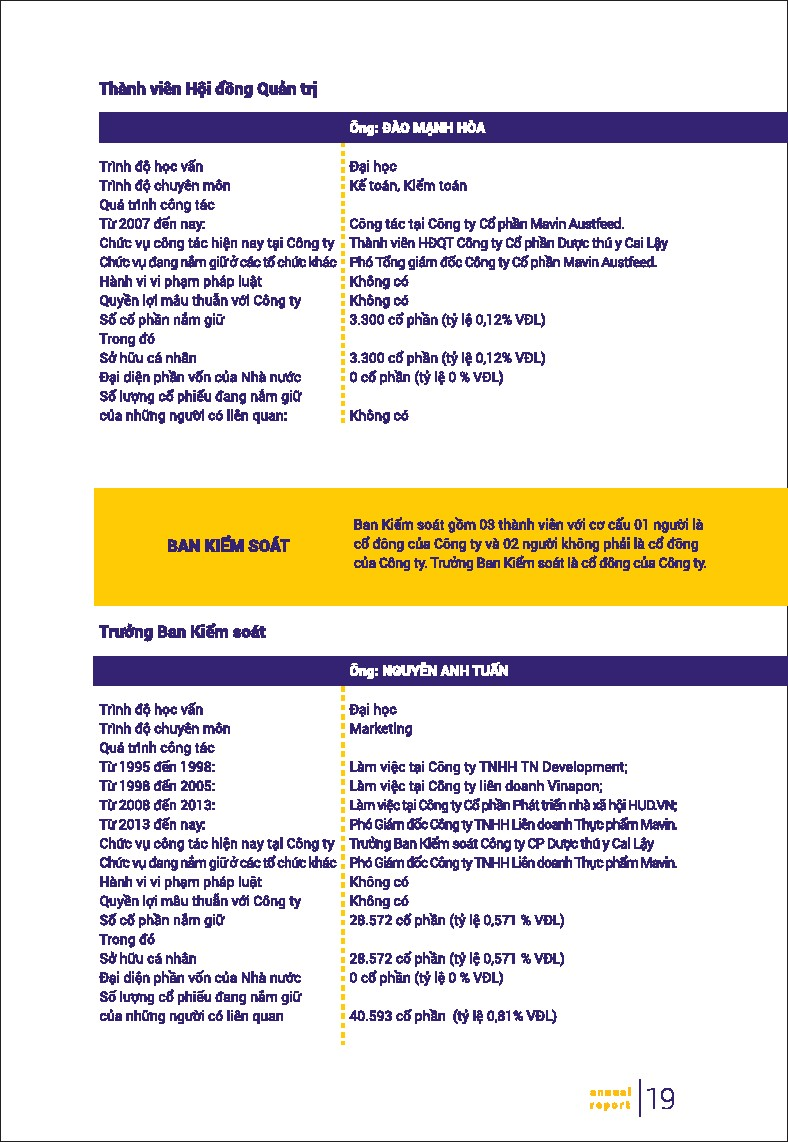 Thành viên Hội đồng Quản trị
Ông: ĐÀO MẠNH HÒA
Trình độ học vấn Đại học
Trình độ chuyên môn Kế toán, Kiểm toán
Quá trình công tác
Từ 2007 đến nay: Công tác tại Công ty Cổ phần Mavin Austfeed.
Chức vụ công tác hiện nay tại Công ty Thành viên HĐQT Công ty Cổ phần Dược thú y Cai Lậy
Chức vụ đang nắm giữ ở các tổ chức khác Phó Tổng giám đốc Công ty Cổ phần Mavin Austfeed.
Hành vi vi phạm pháp luật Không có
Quyền lợi mâu thuẫn với Công ty Không có
Số cổ phần nắm giữ 3.300 cổ phần (tỷ lệ 0,12% VĐL)
Trong đó
Sở hữu cá nhân 3.300 cổ phần (tỷ lệ 0,12% VĐL)
Đại diện phần vốn của Nhà nước 0 cổ phần (tỷ lệ 0 % VĐL)
Số lượng cổ phiếu đang nắm giữ
của những người có liên quan: Không có
BAN KIỂM SOÁT
Ban Kiểm soát gồm 03 thành viên với cơ cấu 01 người là
cổ đông của Công ty và 02 người không phải là cổ đông
của Công ty. Trưởng Ban Kiểm soát là cổ đông của Công ty.
Trưởng Ban Kiểm soát
Ông: NGUYỄN ANH TUẤN
Trình độ học vấn Đại học
Trình độ chuyên môn Marketing
Quá trình công tác
Từ 1995 đến 1998: Làm việc tại Công ty TNHH TN Development;
Từ 1998 đến 2005: Làm việc tại Công ty liên doanh Vinapon;
Từ 2008 đến 2013: Làm việc tại Công ty Cổ phần Phát triển nhà xã hội HUD.VN;
Từ 2013 đến nay: Phó Giám đốc Công ty TNHH Liên doanh Thực phẩm Mavin.
Chức vụ công tác hiện nay tại Công ty Trưởng Ban Kiểm soát Công ty CP Dược thú y Cai Lậy
Chức vụ đang nắm giữ ở các tổ chức khác Phó Giám đốc Công ty TNHH Liên doanh Thực phẩm Mavin.
Hành vi vi phạm pháp luật Không có
Quyền lợi mâu thuẫn với Công ty Không có
Số cổ phần nắm giữ 28.572 cổ phần (tỷ lệ 0,571 % VĐL)
Trong đó
Sở hữu cá nhân 28.572 cổ phần (tỷ lệ 0,571 % VĐL)
Đại diện phần vốn của Nhà nước 0 cổ phần (tỷ lệ 0 % VĐL)
Số lượng cổ phiếu đang nắm giữ
của những người có liên quan 40.593 cổ phần (tỷ lệ 0,81% VĐL)
annual
report 19